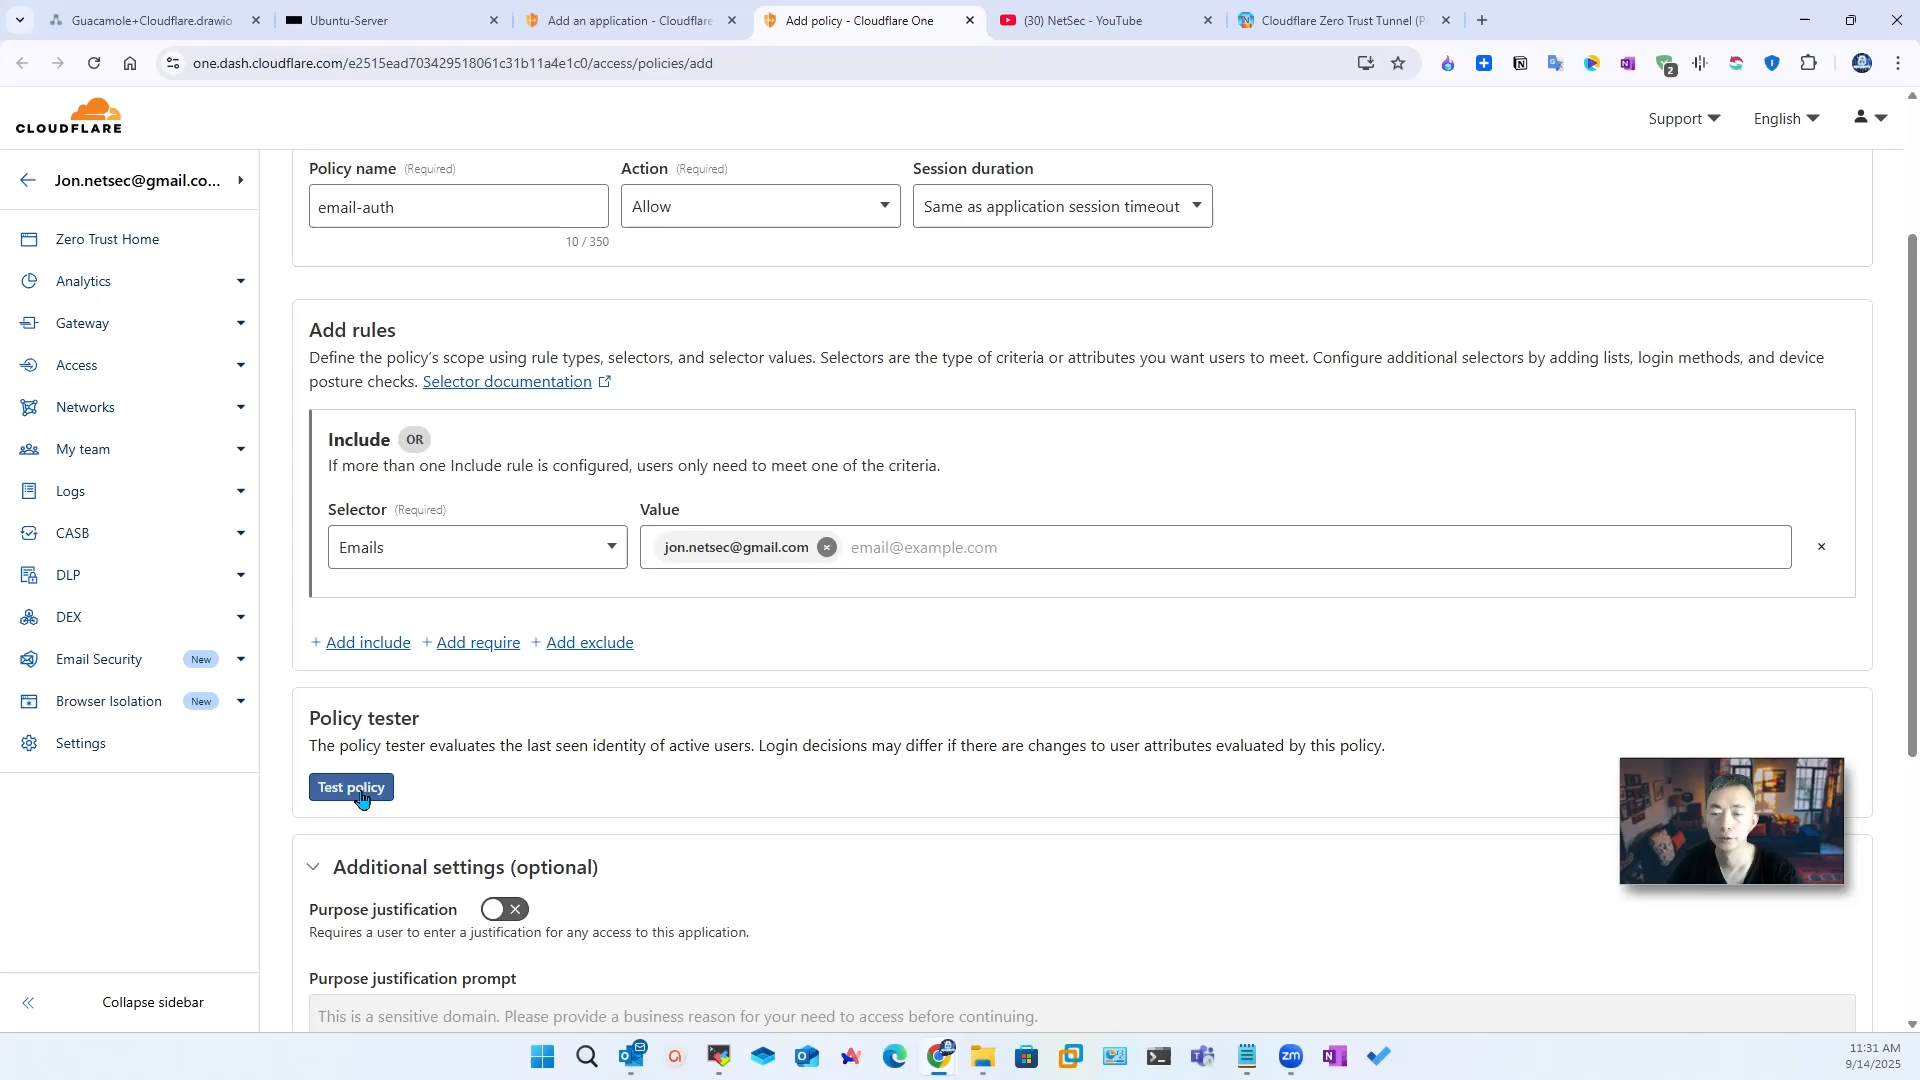 Guacamole+Cloudflare.drawio
Ubuntu-Server
Add an application - Cloudflare
Add policy - Cloudflare One
(30) NetSec - YouTube
Cloudflare Zero Trust Tunnel (P
one.dash.cloudflare.com/e2515ead703429518061c31b11a4e1c0/access/policies/add
2
CLOUDFLARE
Support
English
Jon.netsec@gmail.co...
Zero Trust Home
Analytics
Gateway
Access
Networks
My team
Logs
CASB
DLP
DEX
Email Security New
Browser Isolation New
Settings
Collapse sidebar
Policy name (Required)
Action (Required)
Session duration
email-auth
Allow
Same as application session timeout
10 / 350
Add rules
Define the policy's scope using rule types, selectors, and selector values. Selectors are the type of criteria or attributes you want users to meet. Configure additional selectors by adding lists, login methods, and device
posture checks. Selector documentation
Include OR
If more than one Include rule is configured, users only need to meet one of the criteria.
Selector (Required)
Value
Emails
jon.netsec@gmail.com
email@example.com
+ Add include + Add require + Add exclude
Policy tester
The policy tester evaluates the last seen identity of active users. Login decisions may differ if there are changes to user attributes evaluated by this policy.
Test policy
Additional settings (optional)
Purpose justification
Requires a user to enter a justification for any access to this application.
Purpose justification prompt
This is a sensitive domain. Please provide a business reason for your need to access before continuing.
zm
11:31 AM
9/14/2025